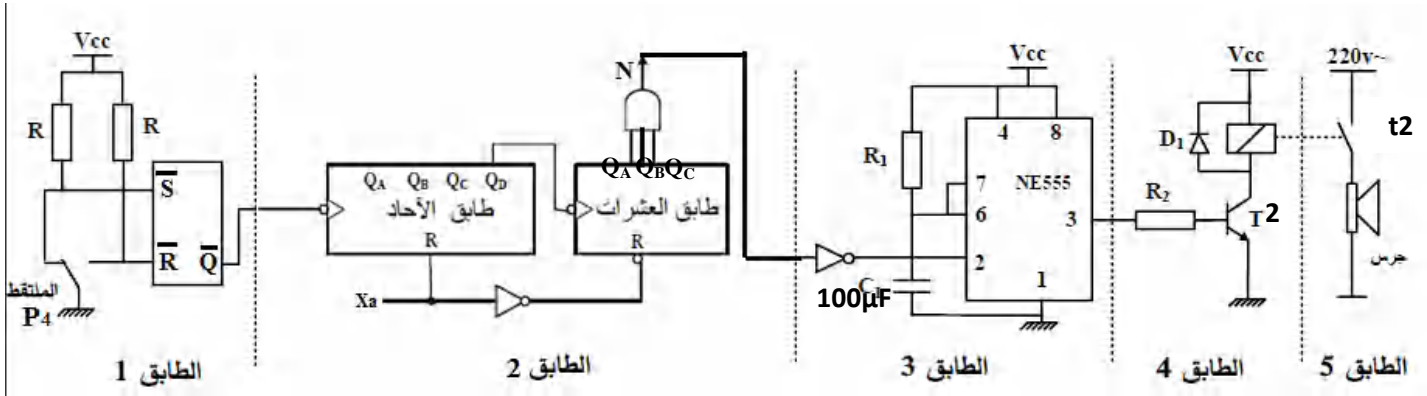 Vcc
R
R
S
R
Q
الملتقط
P4
الطابق 1
QA QB QC QD
طابق الآحاد
R
Xa
N
QA QB QC
طابق العشرات
R
الطابق 2
Vcc
4
8
R1
7
6
NE555
3
2
1
C1
100µF
الطابق 3
Vcc
D1
R2
T2
الطابق 4
220v~
t2
جرس
الطابق 5